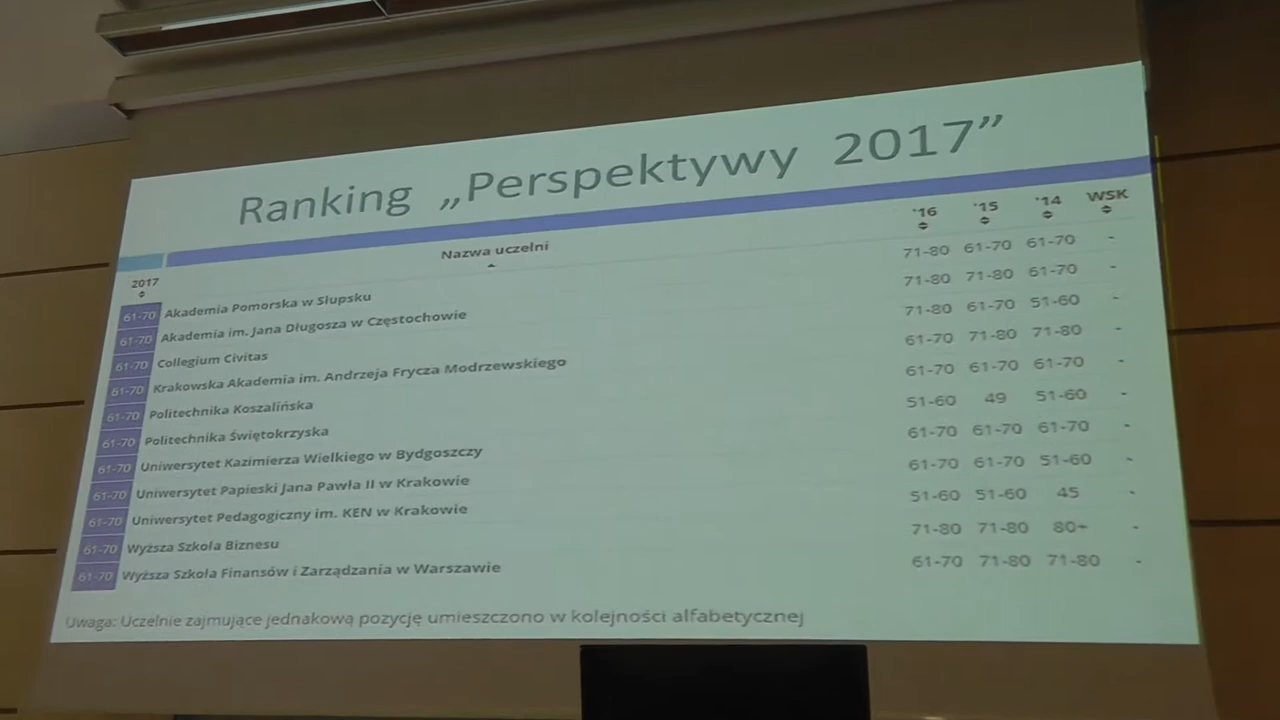 Ranking „Perspektywy 2017”
2017 Nazwa uczelni '16 '15 '14 WSK
61-70 Akademia Pomorska w Słupsku 71-80 61-70 61-70 -
61-70 Akademia im. Jana Długosza w Częstochowie 71-80 71-80 61-70 -
61-70 Collegium Civitas 71-80 61-70 51-60 -
61-70 Krakowska Akademia im. Andrzeja Frycza Modrzewskiego 61-70 71-80 71-80 -
61-70 Politechnika Koszalińska 61-70 61-70 61-70 -
61-70 Politechnika Świętokrzyska 51-60 49 51-60 -
61-70 Uniwersytet Kazimierza Wielkiego w Bydgoszczy 61-70 61-70 61-70 -
61-70 Uniwersytet Papieski Jana Pawła II w Krakowie 61-70 61-70 51-60 -
61-70 Uniwersytet Pedagogiczny im. KEN w Krakowie 51-60 51-60 45 -
61-70 Wyższa Szkoła Biznesu 71-80 71-80 80+ -
61-70 Wyższa Szkoła Finansów i Zarządzania w Warszawie 61-70 71-80 71-80 -
Uwaga: Uczelnie zajmujące jednakową pozycję umieszczono w kolejności alfabetycznej